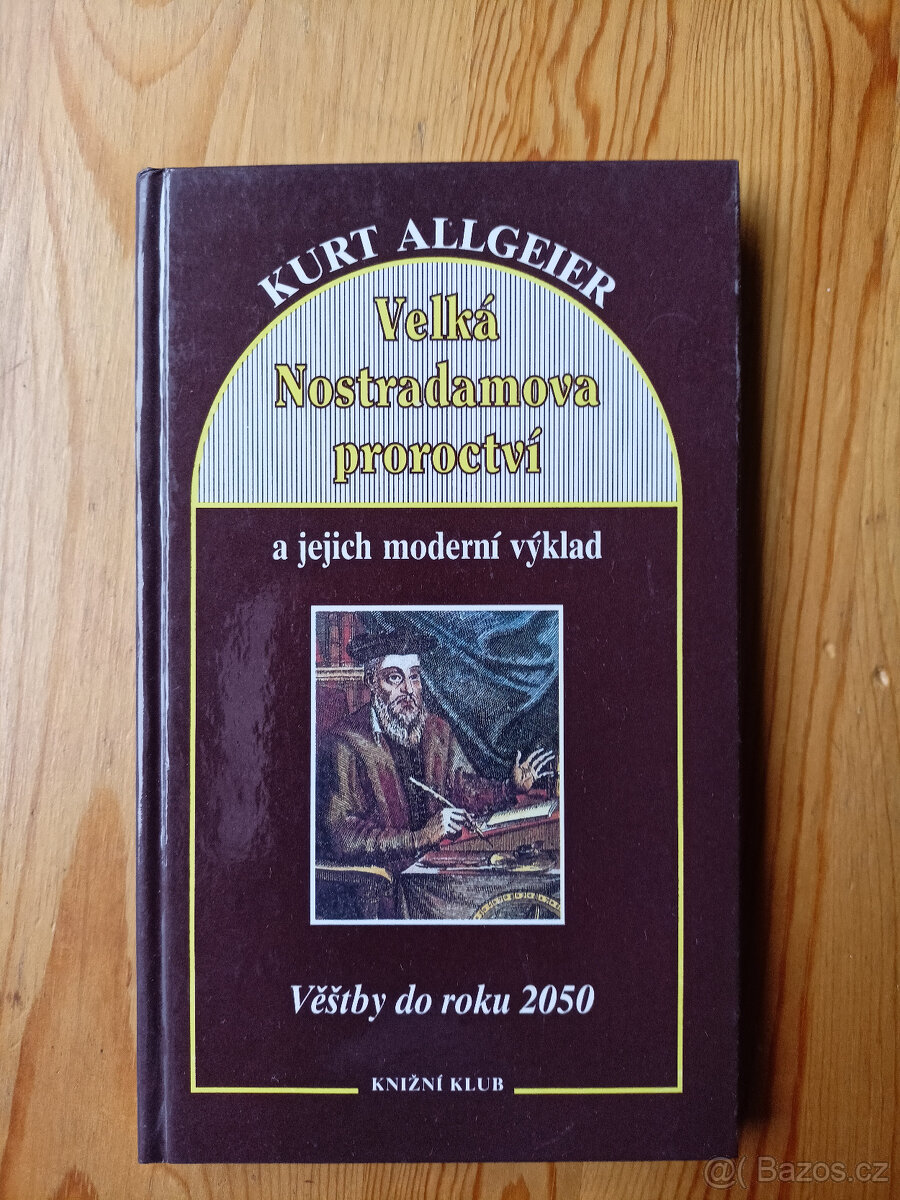 KURT ALLGEIER
Velká
Nostradamova
proroctví
a jejich moderní výklad
Věštby do roku 2050
KNIŽNÍ KLUB
@( Bazos.cz